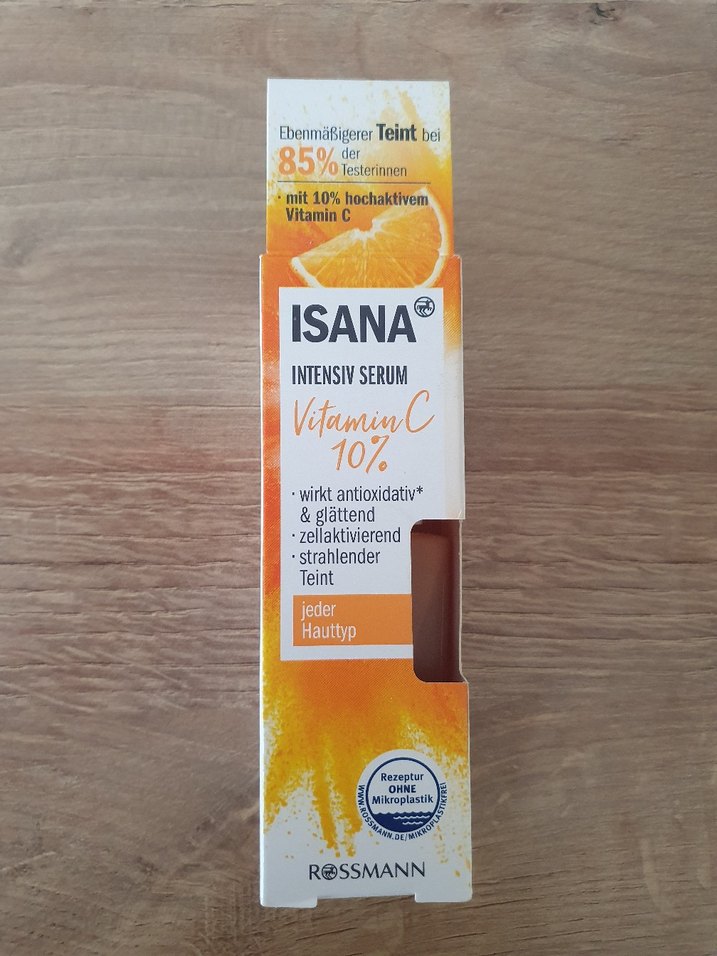 Ebenmäßigerer Teint bei
85% der
Testerinnen
· mit 10% hochaktivem
Vitamin C
ISANA
INTENSIV SERUM
Vitamin C
10%
· wirkt antioxidativ*
& glättend
· zellaktivierend
· strahlender
Teint
jeder
Hauttyp
Rezeptur
OHNE
Mikroplastik
WWW.ROSSMANN.DE/MIKROPLASTIKFREI
ROSSMANN